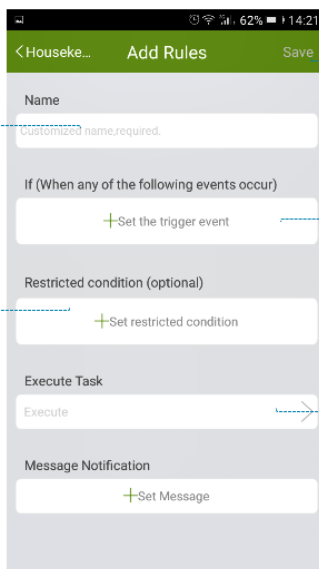 62% 14:21
Houseke... Add Rules Save
Name
Customized name,required.
If (When any of the following events occur)
Set the trigger event
Restricted condition (optional)
Set restricted condition
Execute Task
Execute
Message Notification
Set Message